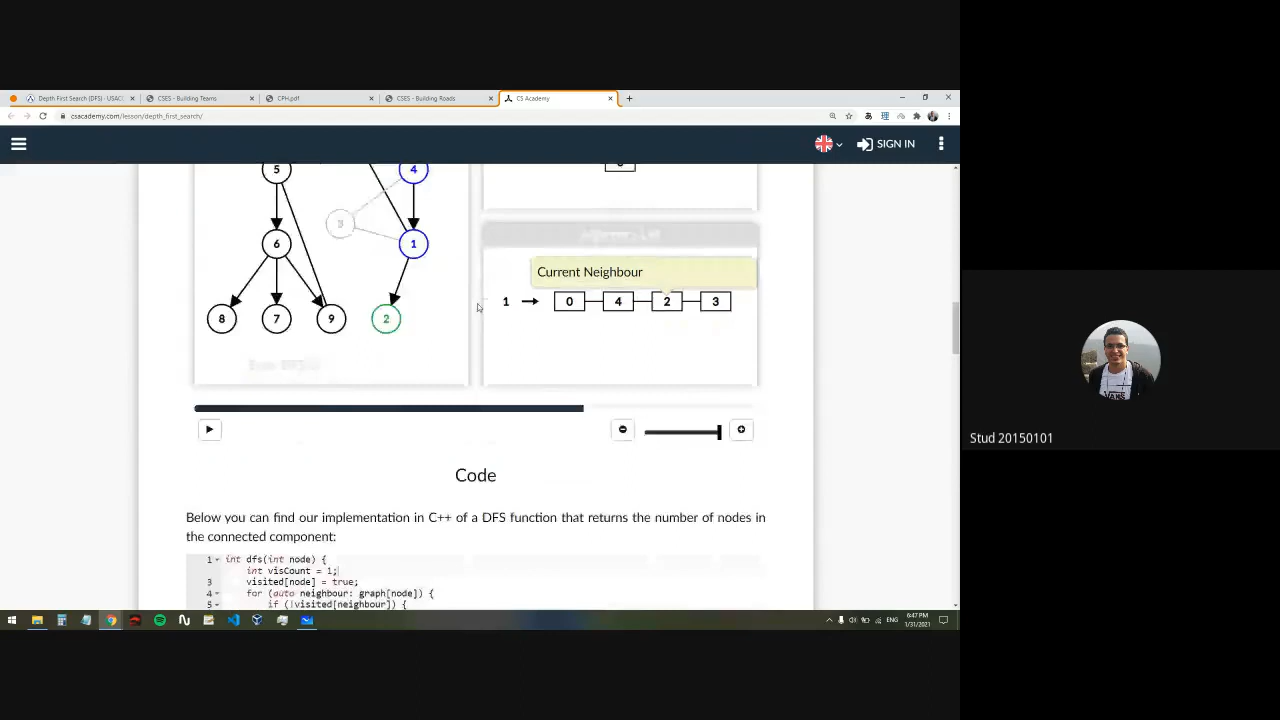 Depth First Search (DFS) - USAC
CSES - Building Teams
CPH.pdf
CSES - Building Roads
CS Academy
csacademy.com/lesson/depth_first_search/
SIGN IN
5
4
3
6
1
8
7
9
2
Current Neighbour
1
0
4
2
3
Code
Below you can find our implementation in C++ of a DFS function that returns the number of nodes in
the connected component:
1 int dfs(int node) {
int visCount = 1;
3 visited[node] = true;
4 for (auto neighbour: graph[node]) {
5 if (!visited[neighbour]) {
ENG
6:47 PM
1/31/2021
Stud 20150101